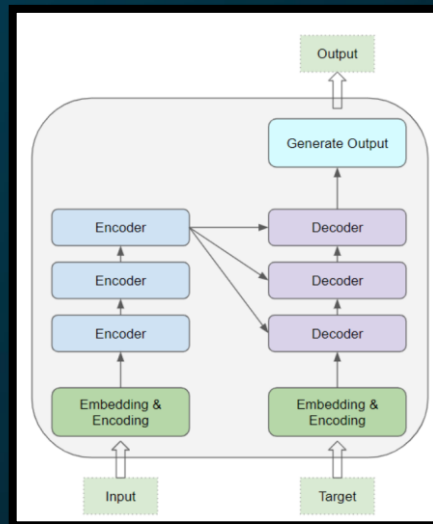 Output
Generate Output
Encoder
Decoder
Encoder
Decoder
Encoder
Decoder
Embedding &
Encoding
Embedding &
Encoding
Input
Target